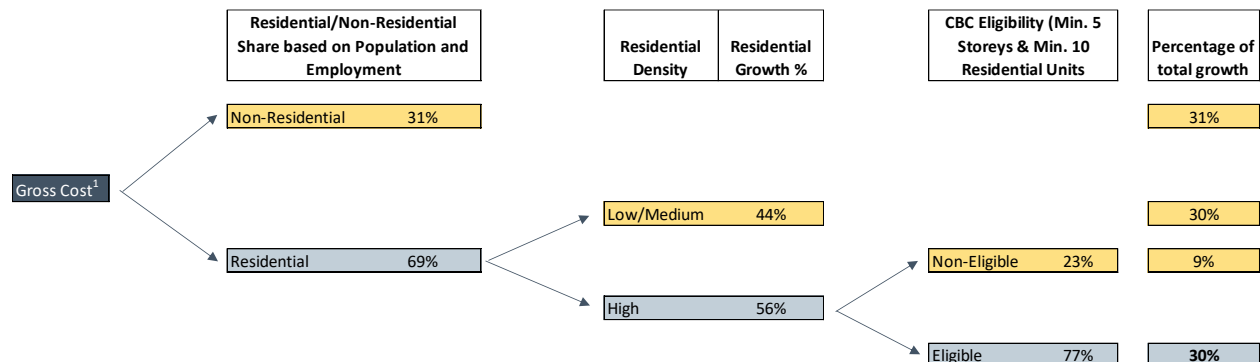 Residential/Non-Residential
Share based on Population and
Employment
Residential
Density
Residential
Growth %
CBC Eligibility (Min. 5
Storeys & Min. 10
Residential Units
Percentage of
total growth
Non-Residential 31%
31%
Gross Cost1
Low/Medium 44%
30%
Residential 69%
Non-Eligible 23%
9%
High 56%
Eligible 77%
30%